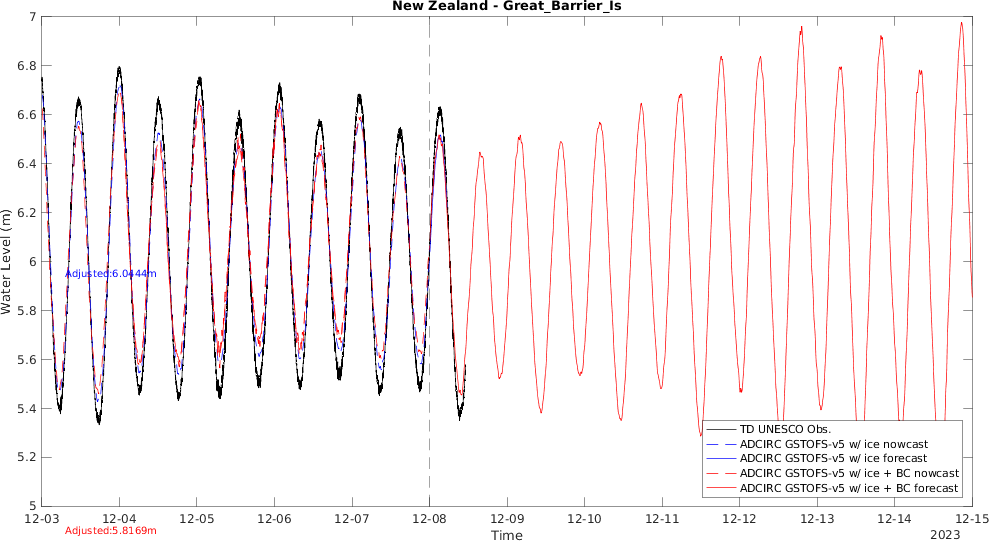 New Zealand - Great_Barrier_Is
7
6.8
6.6
6.4
6.2
6
5.8
5.6
5.4
5.2
5
Water Level (m)
Adjusted:6.0444m
Adjusted:5.8169m
TD UNESCO Obs.
ADCIRC GSTOFS-v5 w/ ice nowcast
ADCIRC GSTOFS-v5 w/ ice forecast
ADCIRC GSTOFS-v5 w/ ice + BC nowcast
ADCIRC GSTOFS-v5 w/ ice + BC forecast
12-03 12-04 12-05 12-06 12-07 12-08 12-09 12-10 12-11 12-12 12-13 12-14 12-15
Time
2023